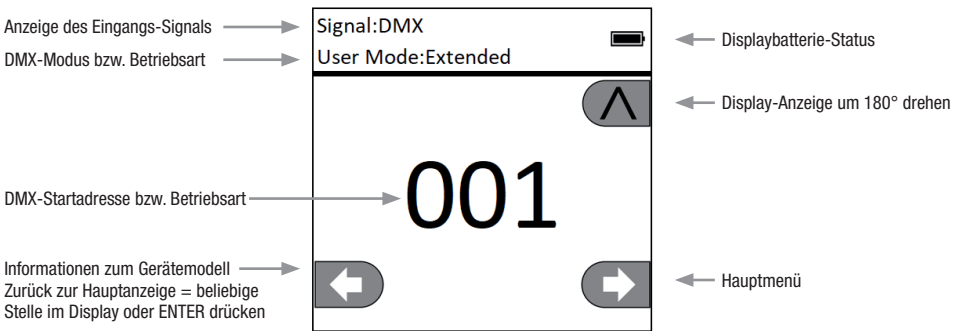 Anzeige des Eingangs-Signals
DMX-Modus bzw. Betriebsart
Signal:DMX
User Mode:Extended
Displaybatterie-Status
Display-Anzeige um 180° drehen
DMX-Startadresse bzw. Betriebsart
001
Informationen zum Gerätemodell
Zurück zur Hauptanzeige = beliebige
Stelle im Display oder ENTER drücken
Hauptmenü